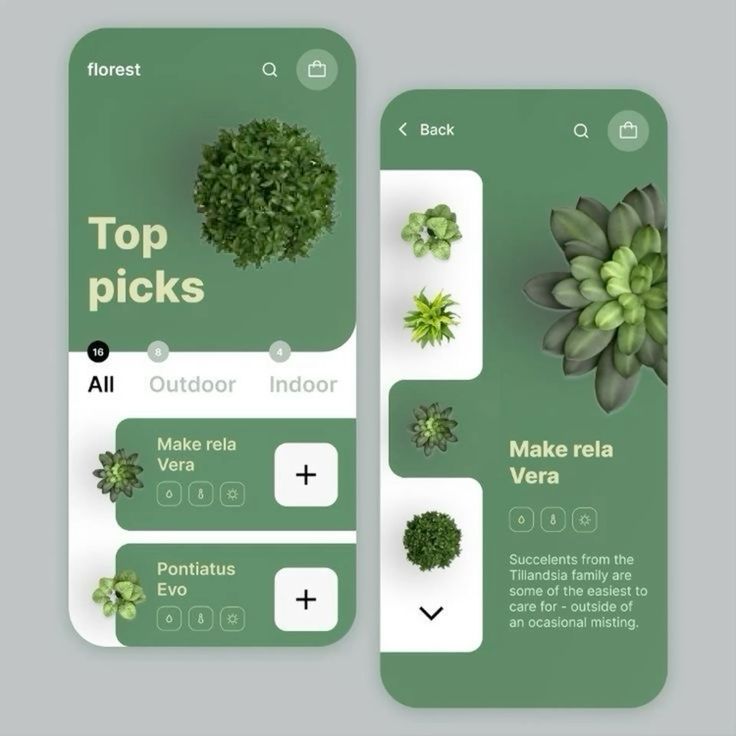 florest
Top
picks
16
8
4
All
Outdoor
Indoor
Make rela
Vera
Pontiatus
Evo
Back
Make rela
Vera
Succelents from the
Tillandsia family are
some of the easiest to
care for - outside of
an ocasional misting.